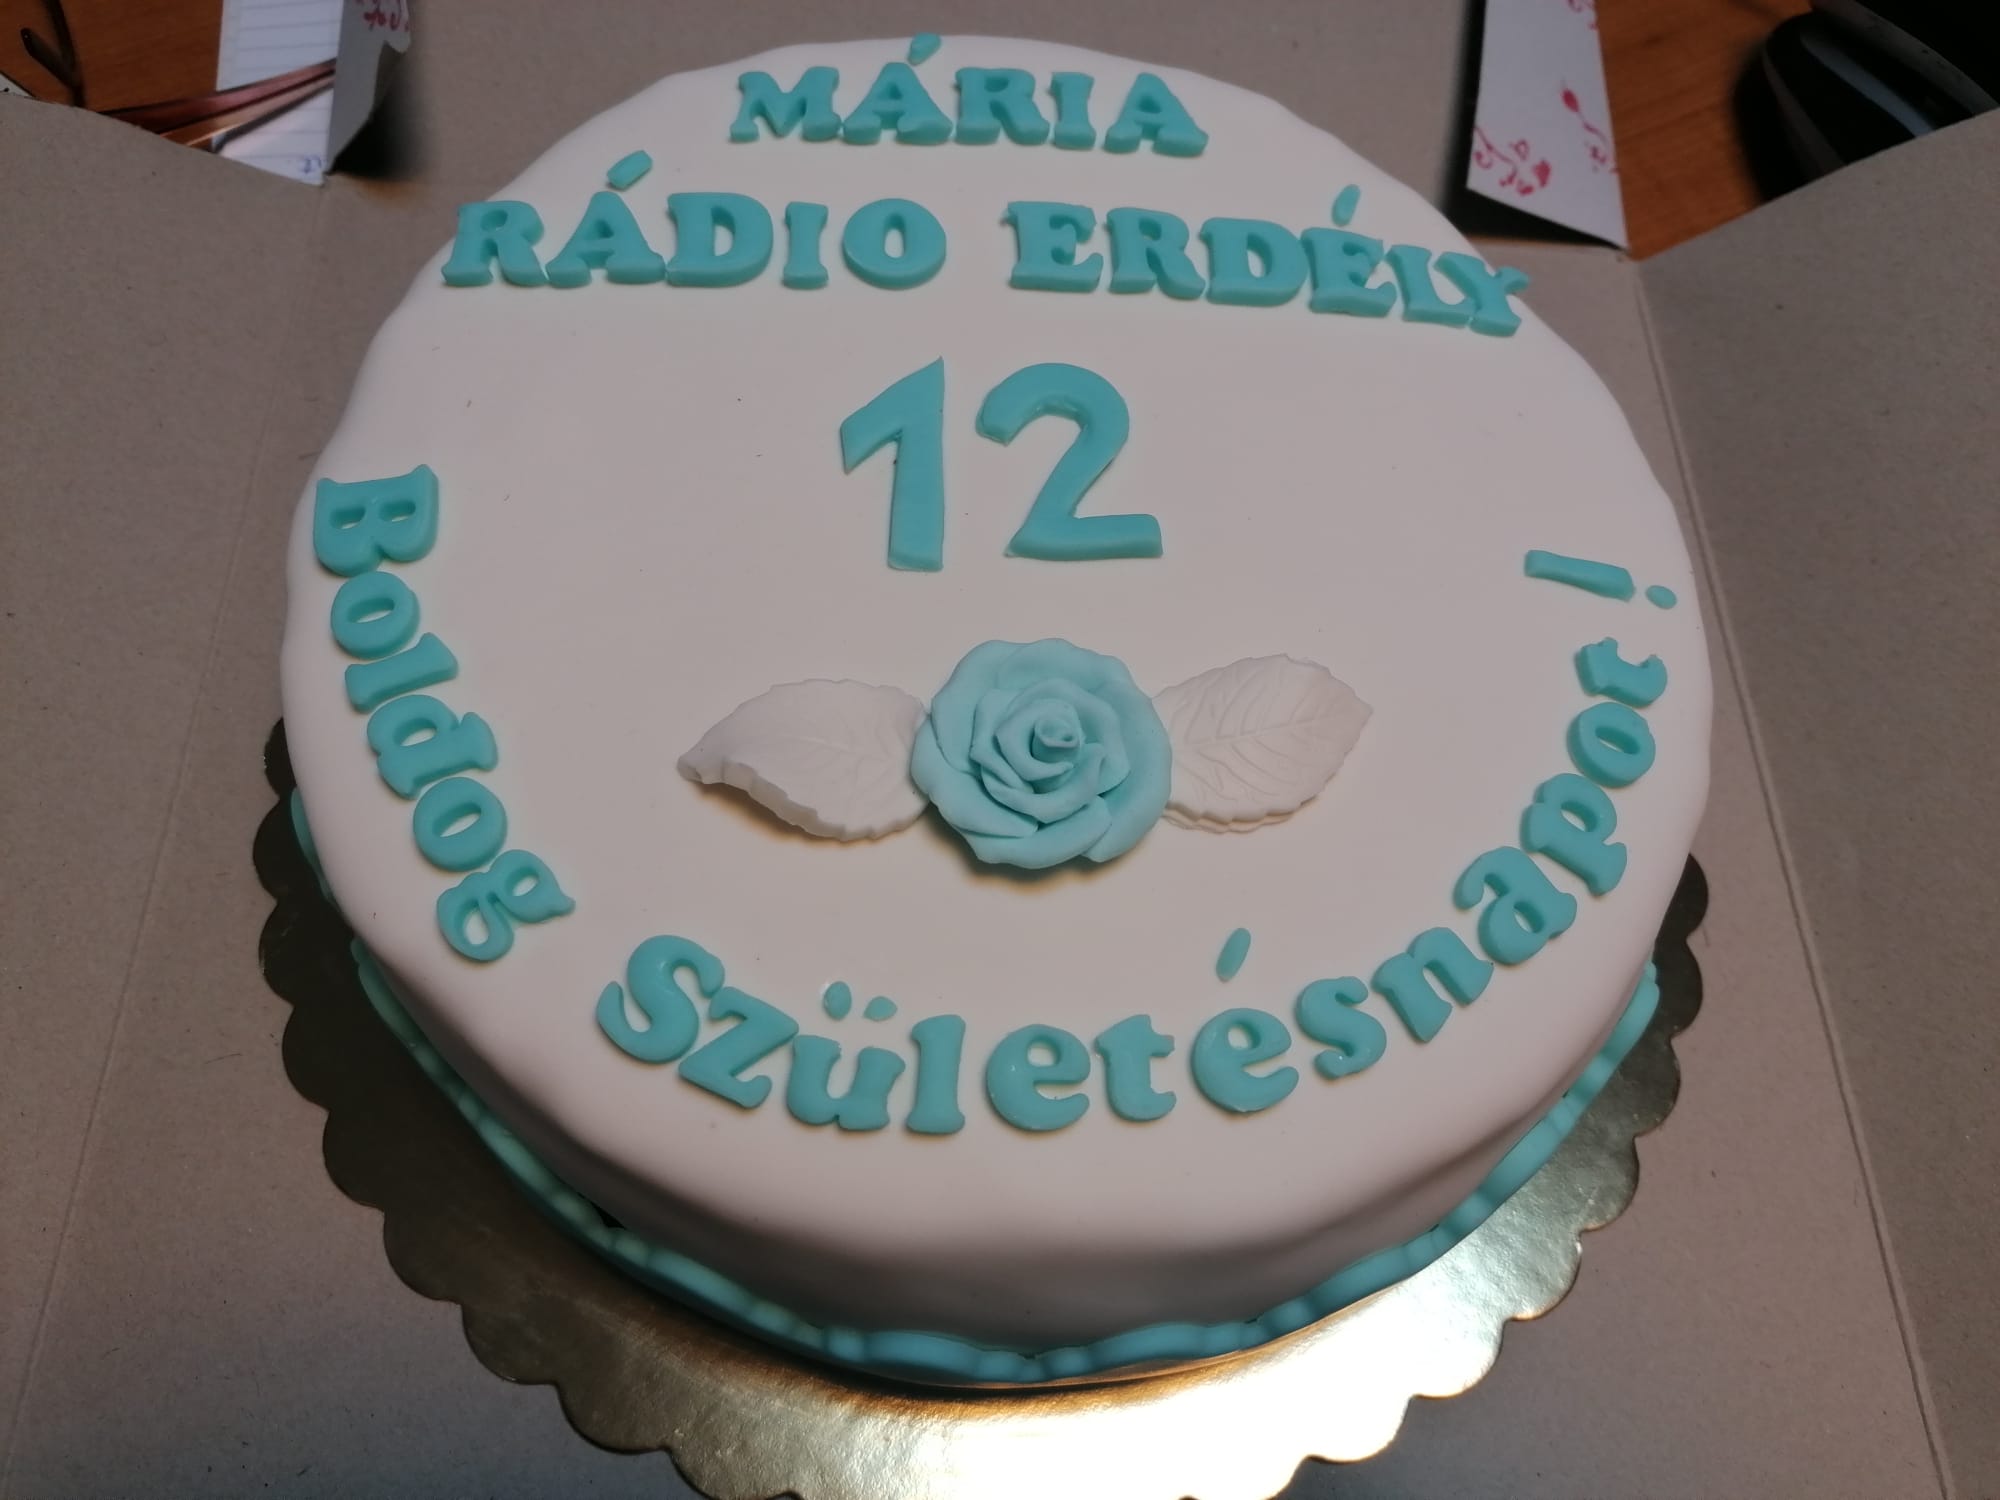 MÁRIA
RÁDIO ERDÉLY
12
Boldog Születésnapot !